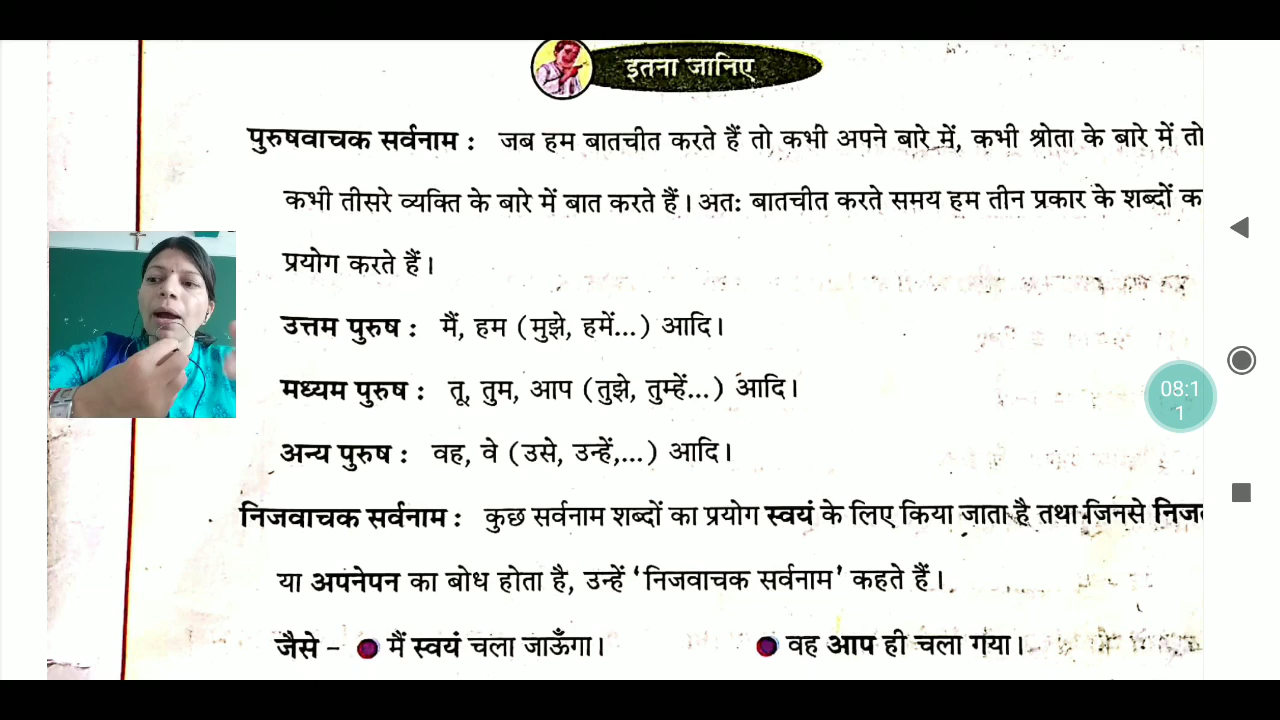 इतना जानिए
पुरुषवाचक सर्वनाम : जब हम बातचीत करते हैं तो कभी अपने बारे में, कभी श्रोता के बारे में तो
कभी तीसरे व्यक्ति के बारे में बात करते हैं। अत: बातचीत करते समय हम तीन प्रकार के शब्दों
प्रयोग करते हैं।
उत्तम पुरुष : मैं, हम (मुझे, हमें...) आदि।
मध्यम पुरुष : तू, तुम, आप (तुझे, तुम्हें...) आदि।
अन्य पुरुष : वह, वे (उसे, उन्हें,...) आदि।
निजवाचक सर्वनाम : कुछ सर्वनाम शब्दों का प्रयोग स्वयं के लिए किया जाता है तथा जिनसे
या अपनेपन का बोध होता है, उन्हें ‘निजवाचक सर्वनाम’ कहते हैं।
जैसे – मैं स्वयं चला जाऊँगा। वह आप ही चला गया।
08:1
1